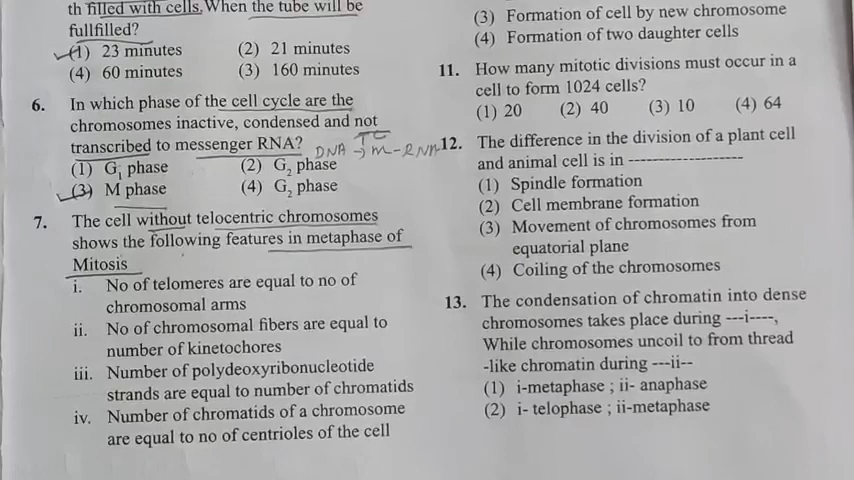 th filled with cells. When the tube will be
fullfilled?
(1) 23 minutes (2) 21 minutes
(4) 60 minutes (3) 160 minutes
6. In which phase of the cell cycle are the
chromosomes inactive, condensed and not
transcribed to messenger RNA?
DNA TC → m-RNA
(1) G1 phase (2) G2 phase
(3) M phase (4) G2 phase
7. The cell without telocentric chromosomes
shows the following features in metaphase of
Mitosis
i. No of telomeres are equal to no of
chromosomal arms
ii. No of chromosomal fibers are equal to
number of kinetochores
iii. Number of polydeoxyribonucleotide
strands are equal to number of chromatids
iv. Number of chromatids of a chromosome
are equal to no of centrioles of the cell
(3) Formation of cell by new chromosome
(4) Formation of two daughter cells
11. How many mitotic divisions must occur in a
cell to form 1024 cells?
(1) 20 (2) 40 (3) 10 (4) 64
12. The difference in the division of a plant cell
and animal cell is in --------------------
(1) Spindle formation
(2) Cell membrane formation
(3) Movement of chromosomes from
equatorial plane
(4) Coiling of the chromosomes
13. The condensation of chromatin into dense
chromosomes takes place during ---i----,
While chromosomes uncoil to from thread
-like chromatin during ---ii--
(1) i-metaphase ; ii- anaphase
(2) i- telophase ; ii-metaphase